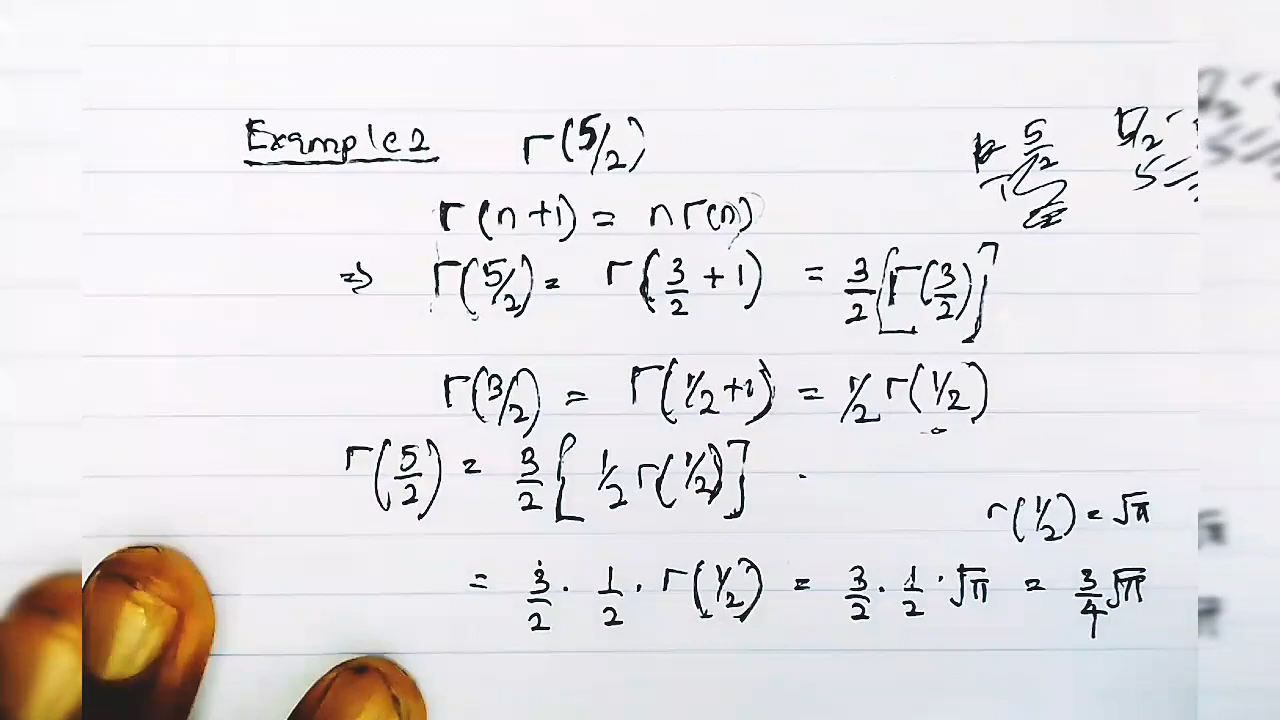 Example 2 Γ(5/2)
Γ(n+1) = nΓ(n)
⇒ Γ(5/2) = Γ(3/2 + 1) = 3/2[Γ(3/2)]
Γ(3/2) = Γ(1/2+1) = 1/2 Γ(1/2)
Γ(5/2) = 3/2 [1/2 Γ(1/2)]
Γ(1/2) = √π
= 3/2 · 1/2 · Γ(1/2) = 3/2 · 1/2 · √π = 3/4 √π